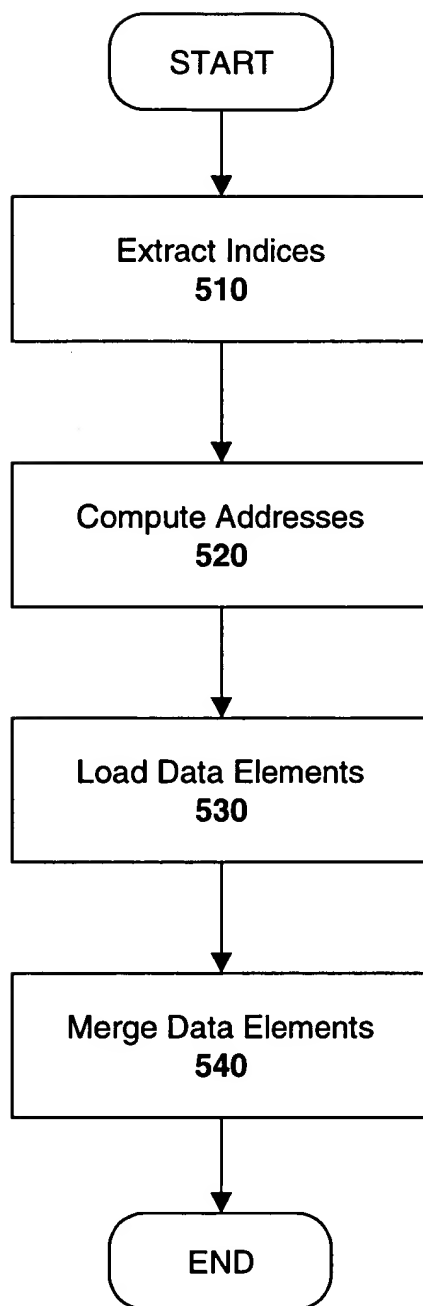 START
Extract Indices
510
Compute Addresses
520
Load Data Elements
530
Merge Data Elements
540
END